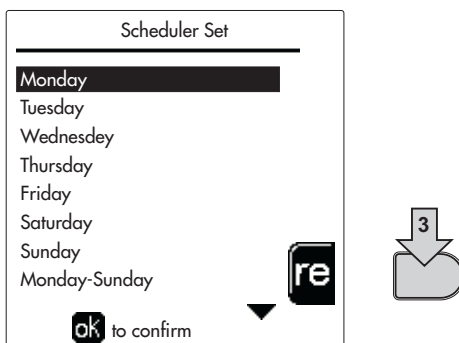 Scheduler Set
Monday
Tuesday
Wednesdey
Thursday
Friday
Saturday
Sunday
Monday-Sunday
re
ok to confirm
3